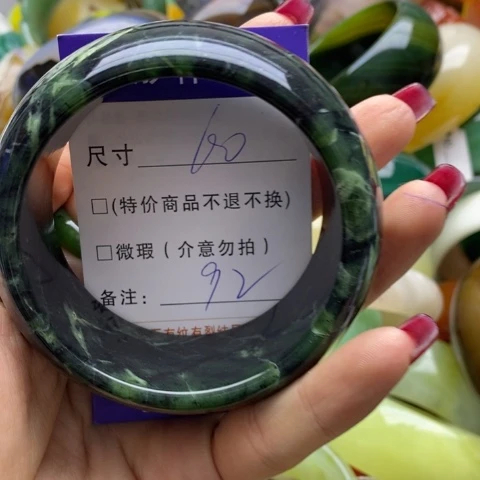 尺寸 60
□(特价商品不退不换)
□微瑕（介意勿拍）
备注： 92